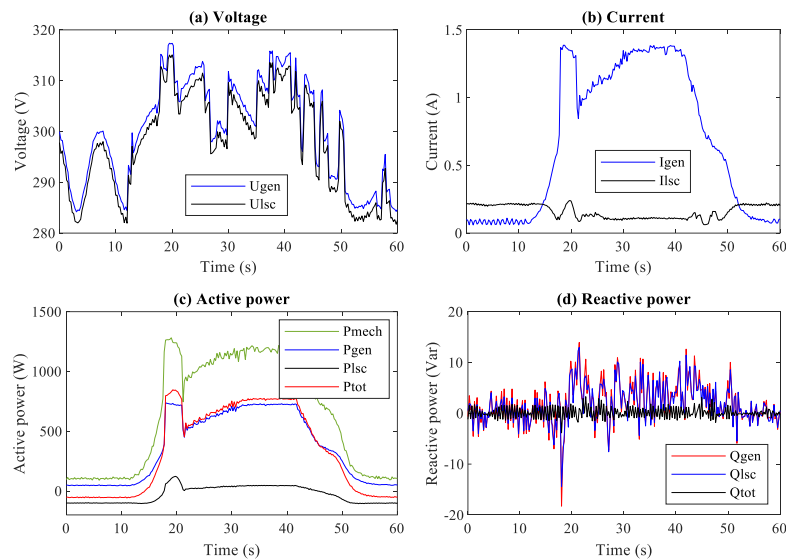 (a) Voltage
320
310
300
290
280
Voltage (V)
0 10 20 30 40 50 60
Time (s)
Ugen
Ulsc
(b) Current
1.5
1
0.5
0
Current (A)
0 10 20 30 40 50 60
Time (s)
Igen
Ilsc
(c) Active power
1500
1000
500
0
Active power (W)
0 10 20 30 40 50 60
Time (s)
Pmech
Pgen
Plsc
Ptot
(d) Reactive power
20
10
0
-10
-20
Reactive power (Var)
0 10 20 30 40 50 60
Time (s)
Qgen
Qlsc
Qtot